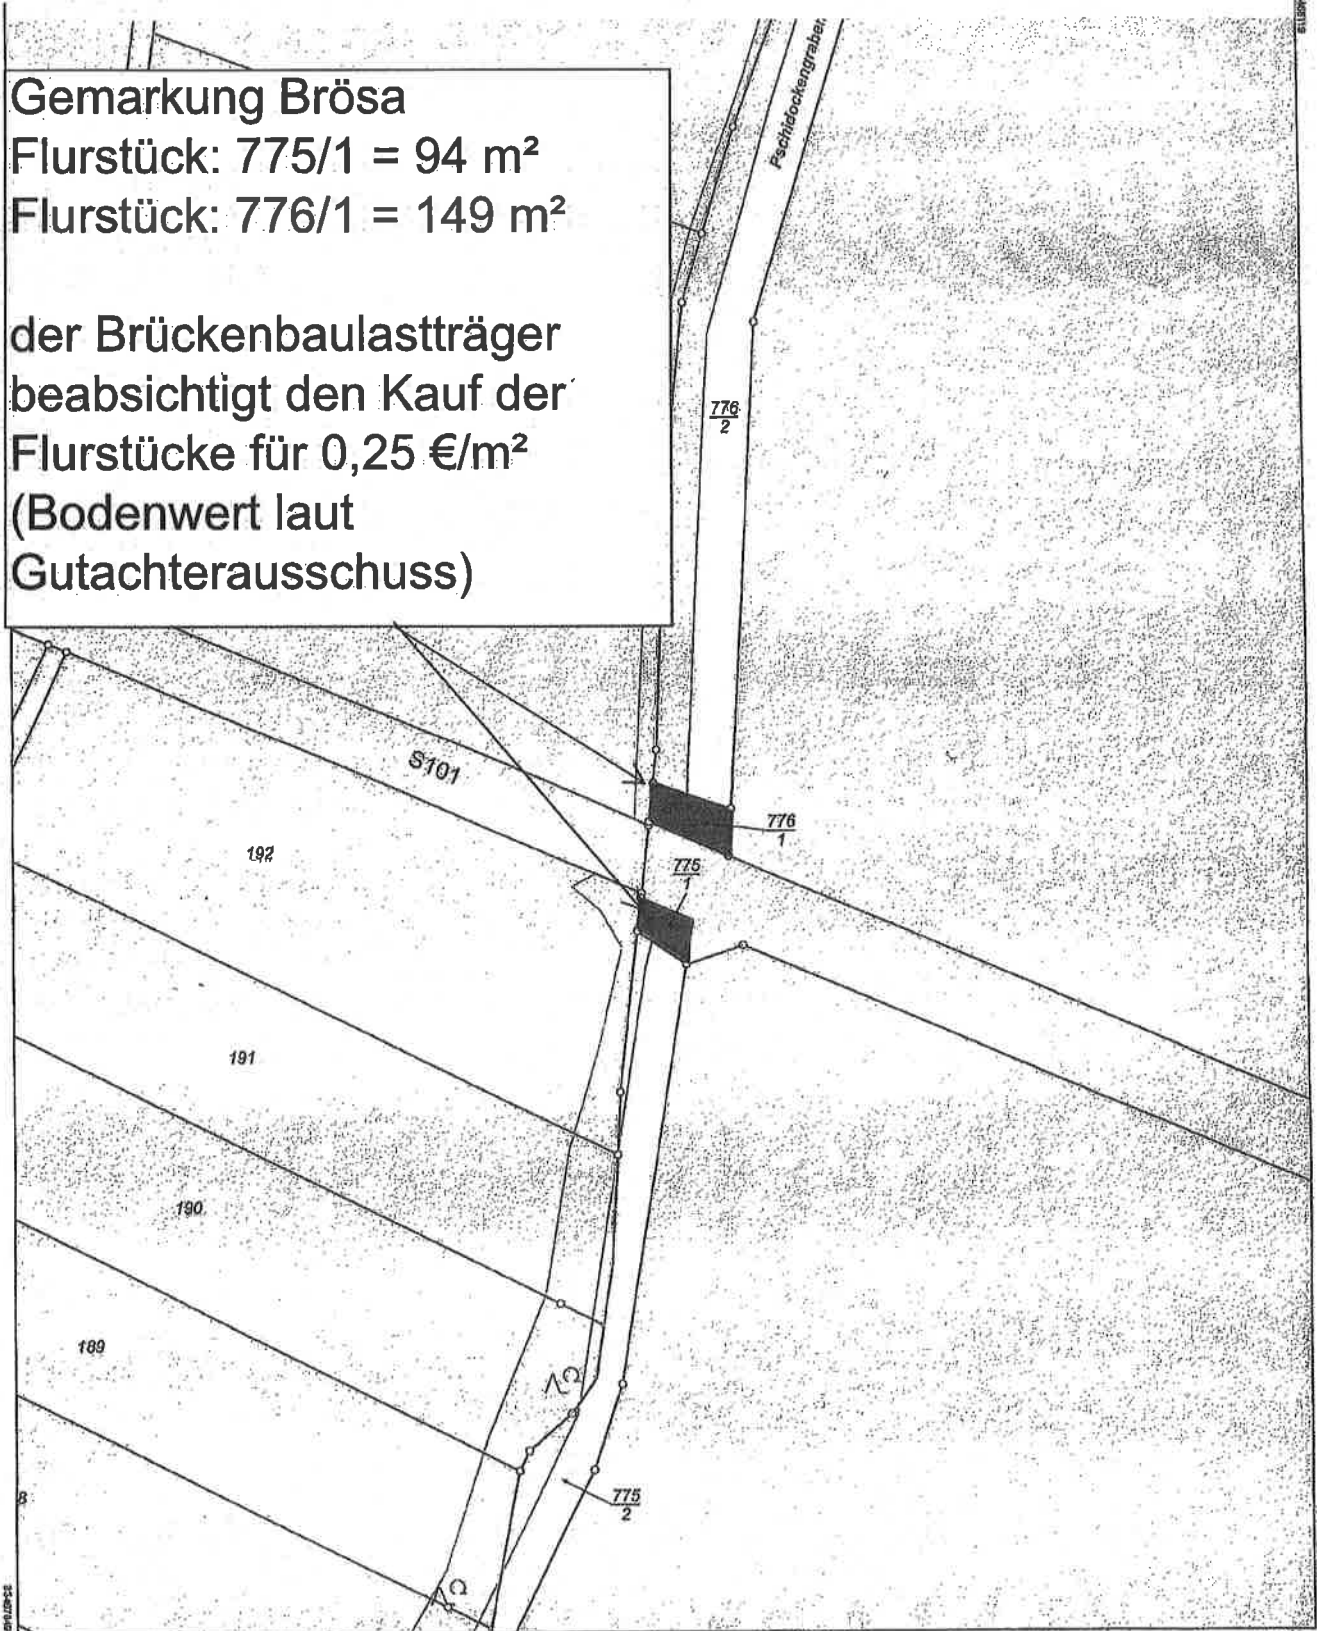 Gemarkung Brösa
Flurstück: 775/1 = 94 m²
Flurstück: 776/1 = 149 m²
der Brückenbaulastträger
beabsichtigt den Kauf der
Flurstücke für 0,25 €/m²
(Bodenwert laut
Gutachterausschuss)
Pschidockengraben
776
2
S101
776
1
775
1
192
191
190
189
8
775
2